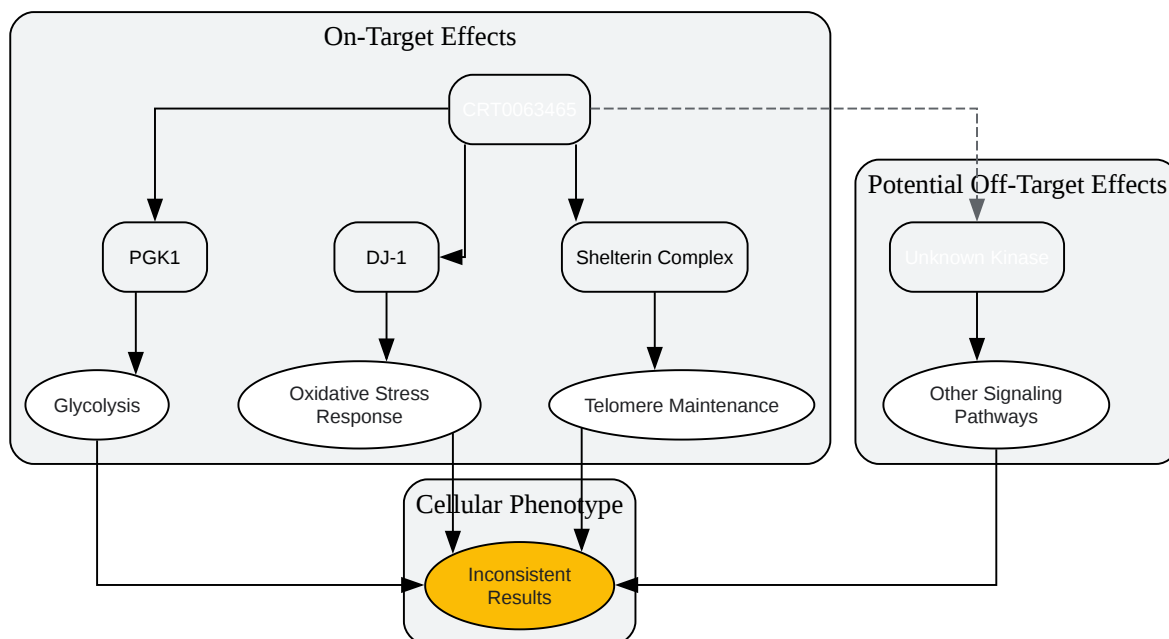 On-Target Effects
CRT0063465
Potential Off-Target Effects
PGK1
DJ-1
Shelterin Complex
Unknown Kinase
Glycolysis
Oxidative Stress
Response
Telomere Maintenance
Other Signaling
Pathways
Cellular Phenotype
Inconsistent
Results